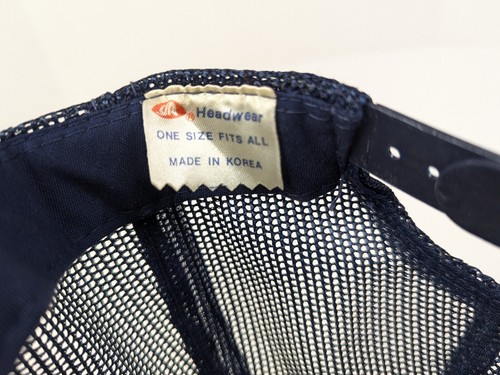 ® Headwear
ONE SIZE FITS ALL
MADE IN KOREA